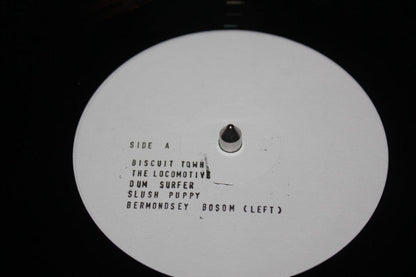 SIDE A
BISCUIT TOWN
THE LOCOMOTIVE
DUM SURFER
SLUSH PUPPY
BERMONDSEY BOSOM (LEFT)